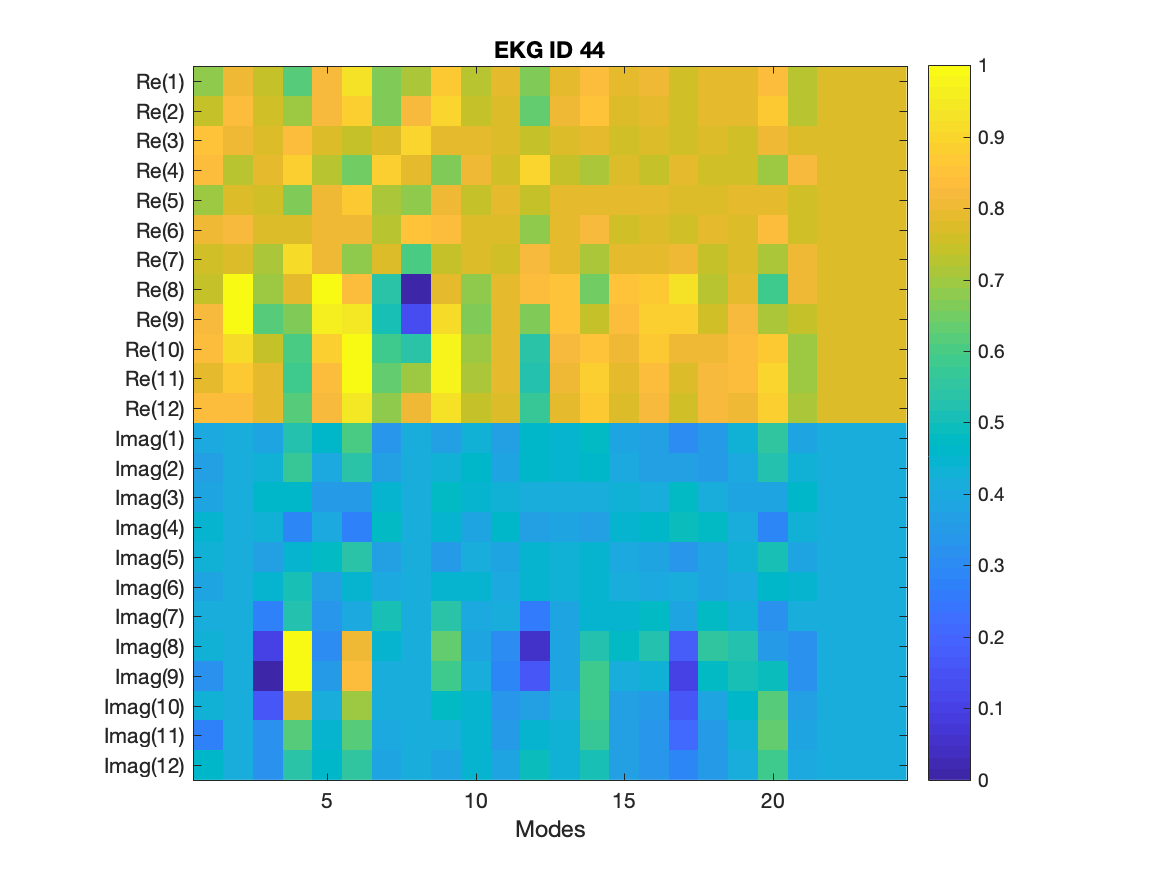 EKG ID 44
Re(1)
Re(2)
Re(3)
Re(4)
Re(5)
Re(6)
Re(7)
Re(8)
Re(9)
Re(10)
Re(11)
Re(12)
Imag(1)
Imag(2)
Imag(3)
Imag(4)
Imag(5)
Imag(6)
Imag(7)
Imag(8)
Imag(9)
Imag(10)
Imag(11)
Imag(12)
5 10 15 20
Modes
1
0.9
0.8
0.7
0.6
0.5
0.4
0.3
0.2
0.1
0